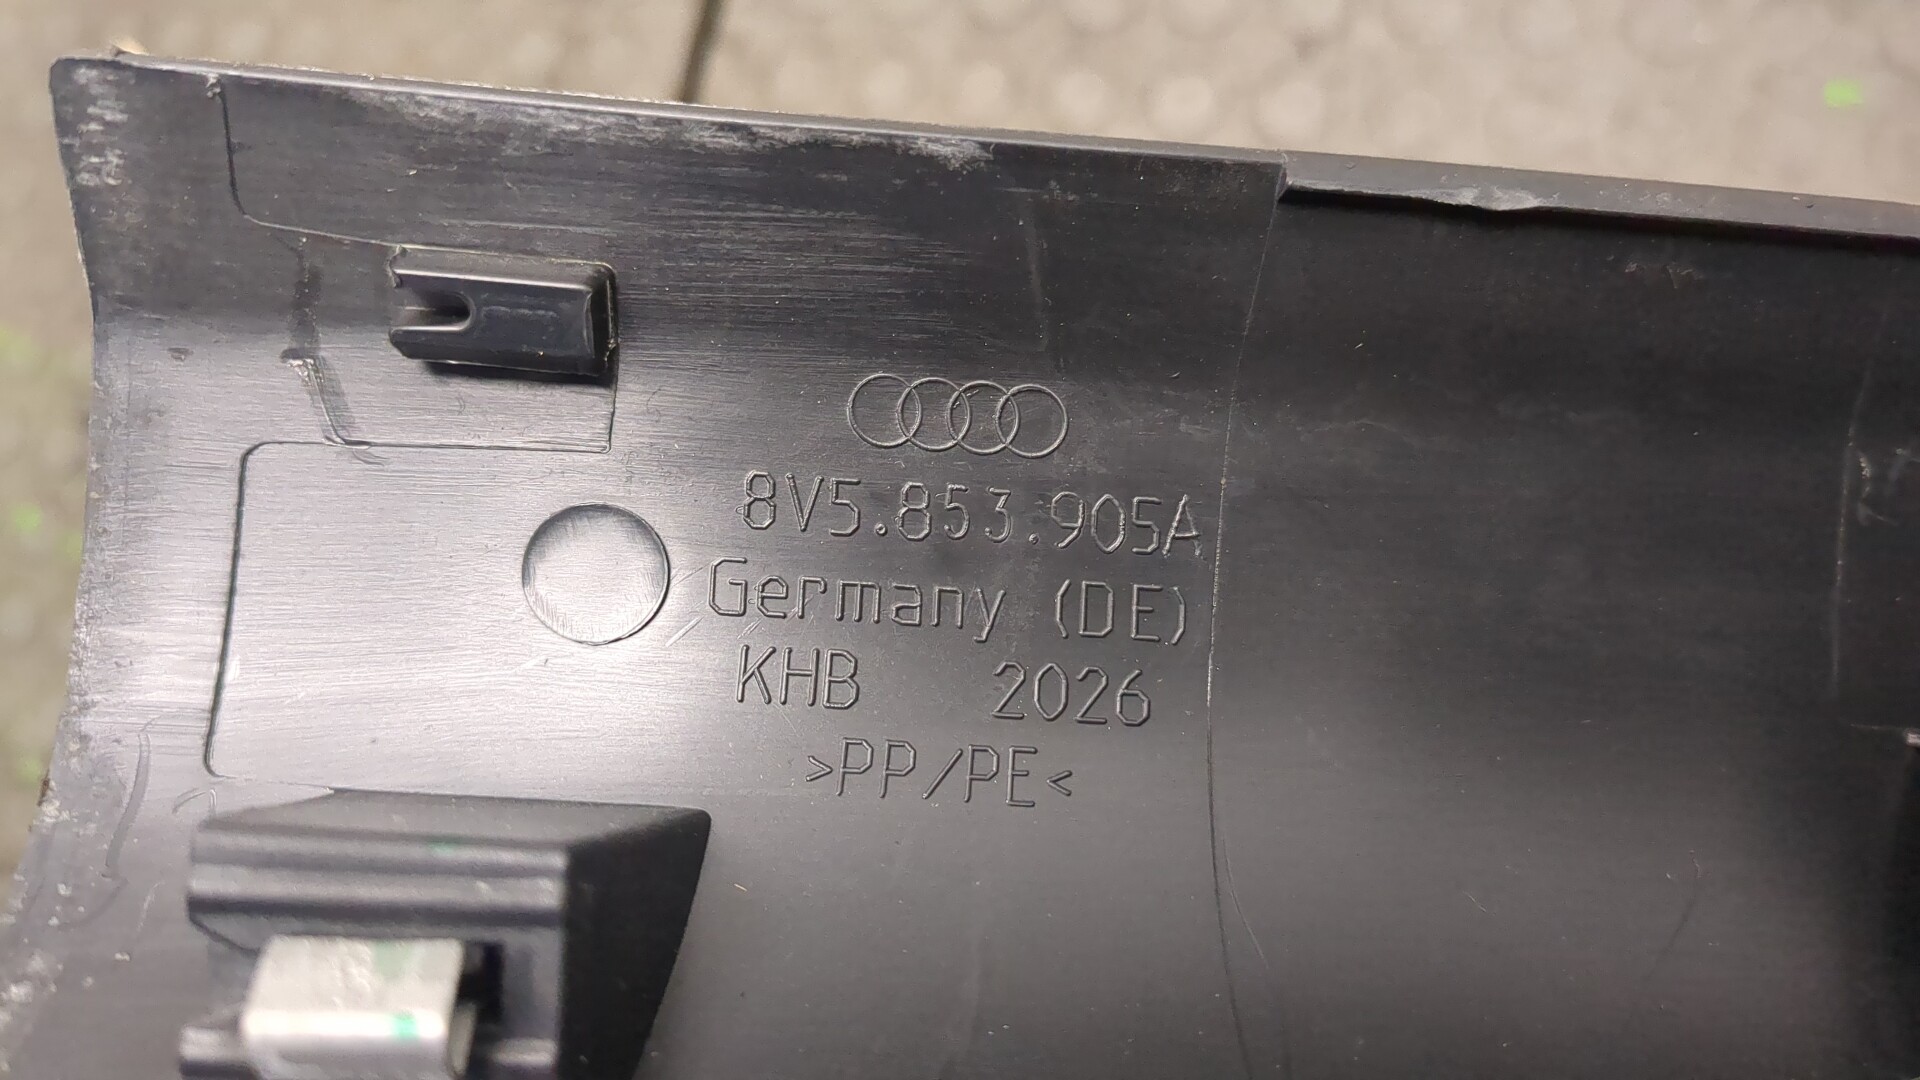 8V5.853.905A
Germany (DE)
KHB 2026
>PP/PE<